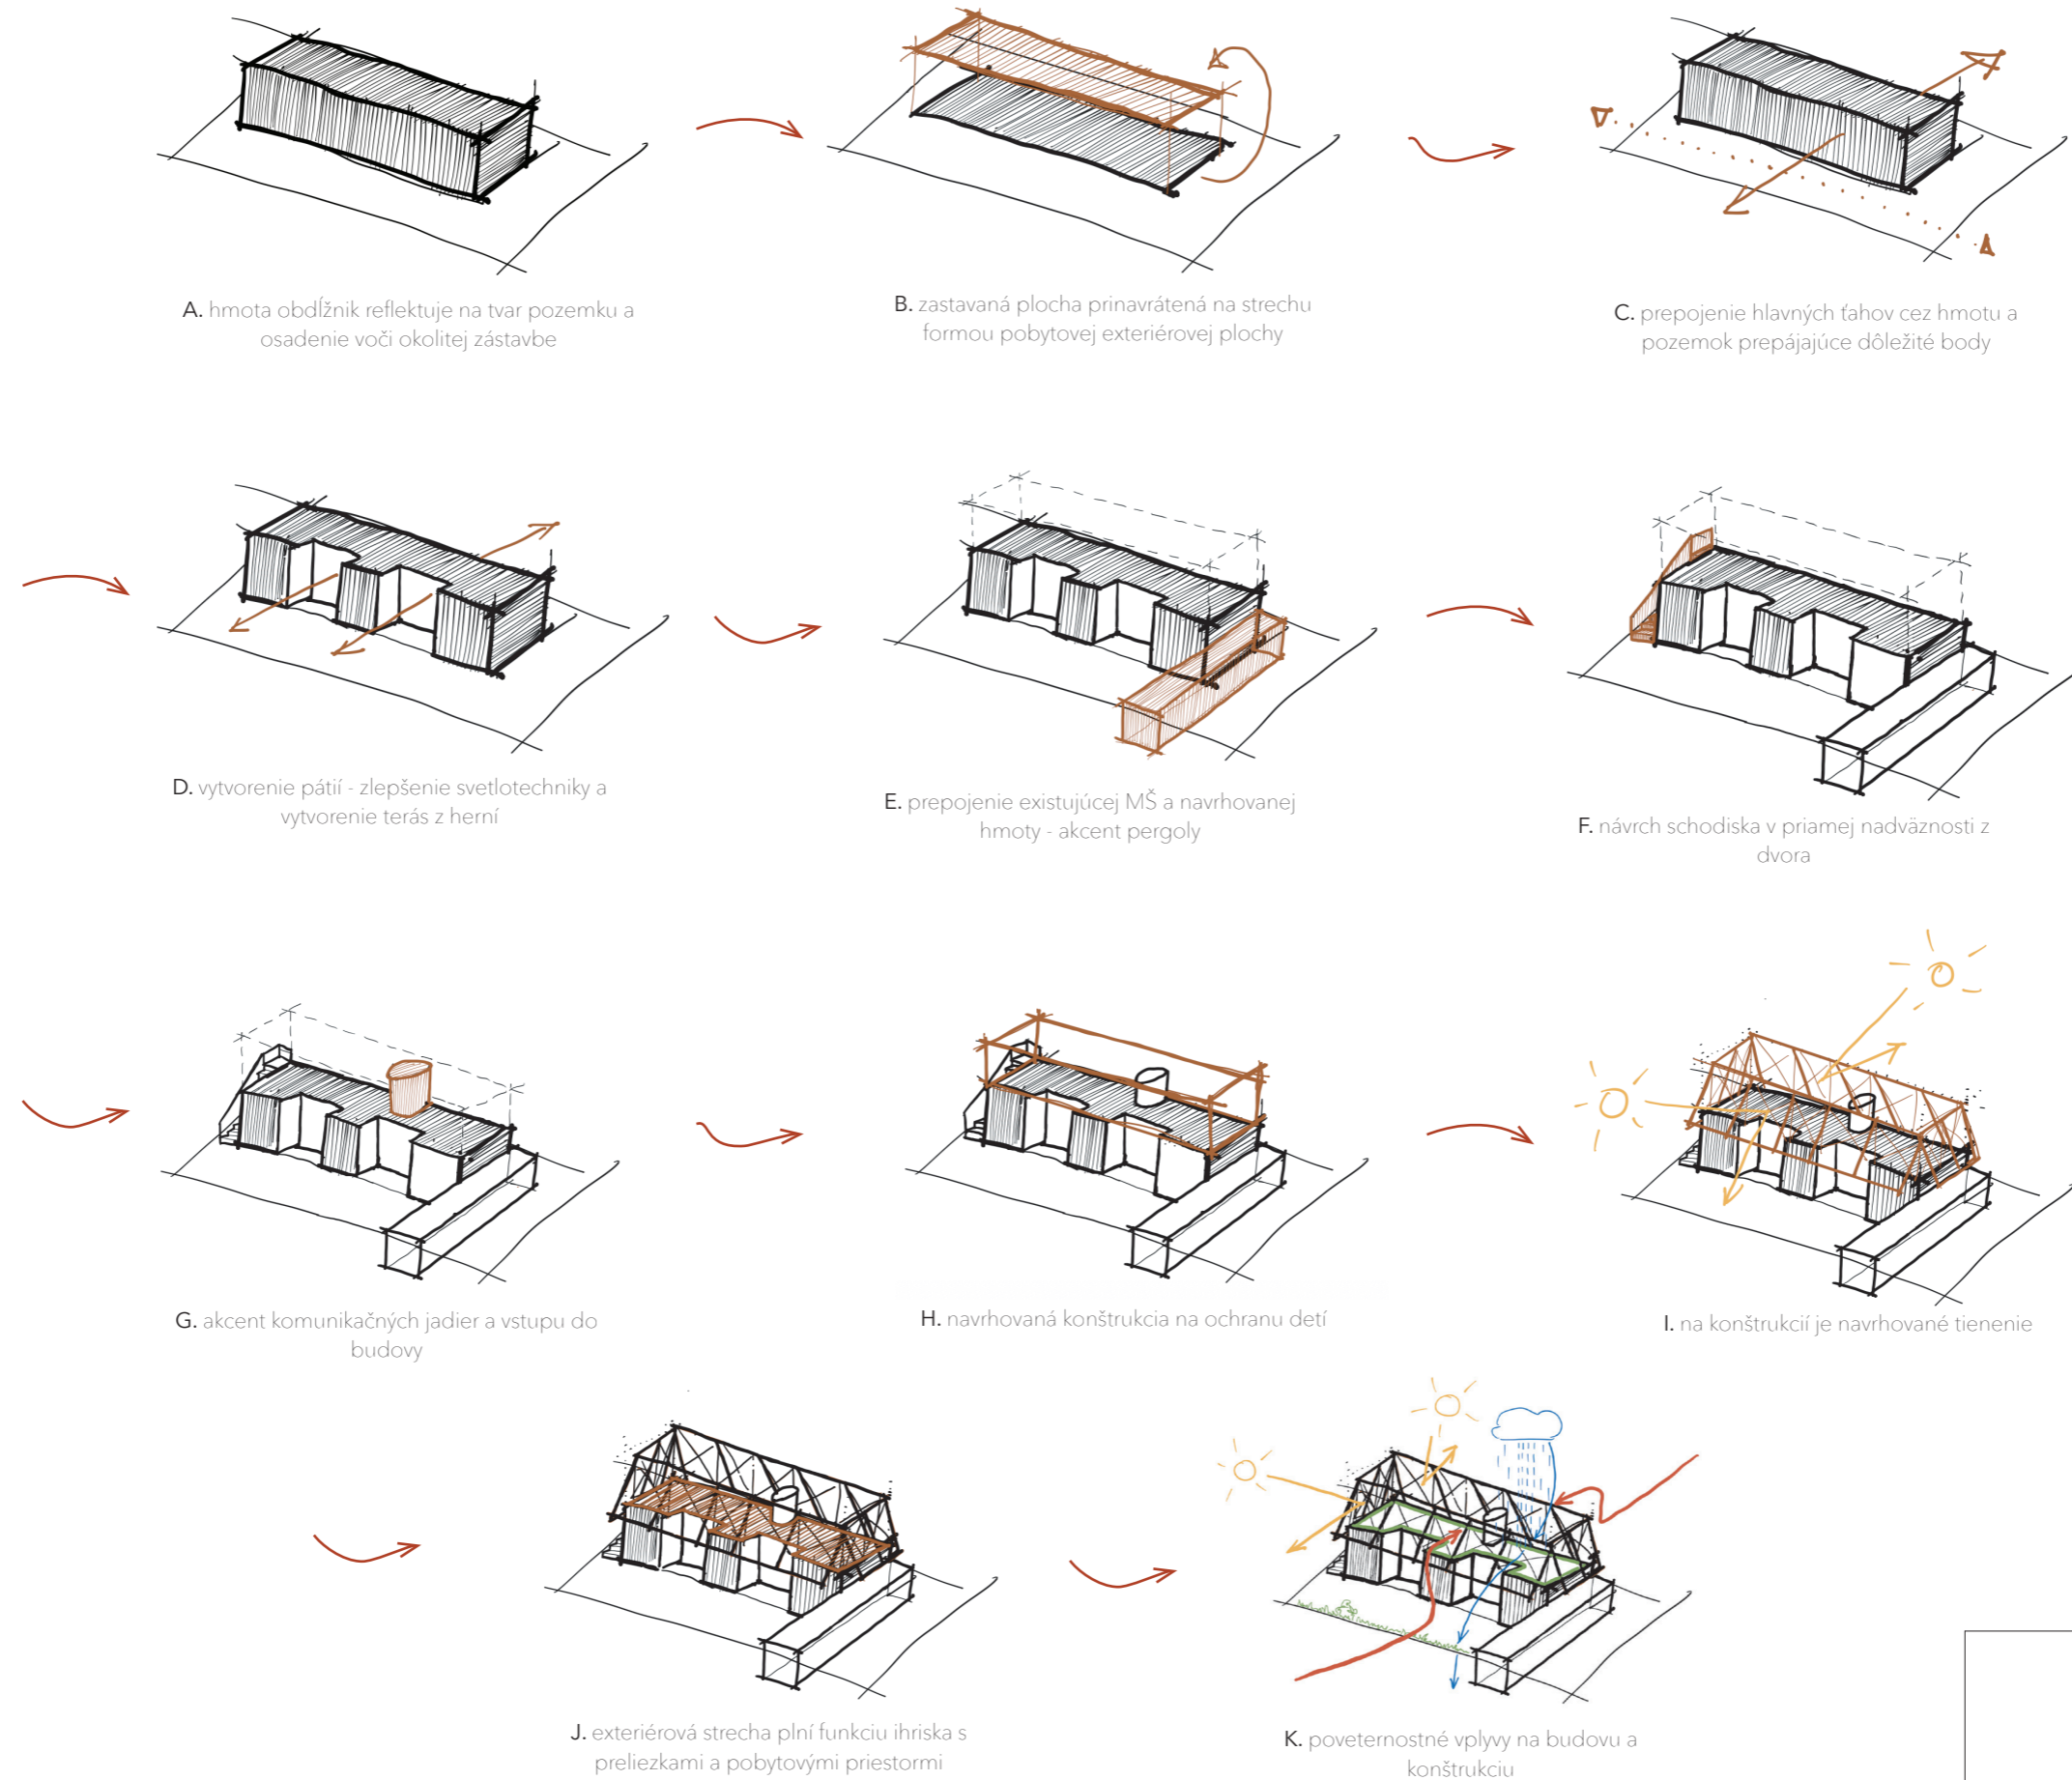 A. hmota obdĺžnik reflektuje na tvar pozemku a
osadenie voči okolitej zástavbe
B. zastavaná plocha prinavrátená na strechu
formou pobytovej exteriérovej plochy
C. prepojenie hlavných ťahov cez hmotu a
pozemok prepájajúce dôležité body
D. vytvorenie pátií - zlepšenie svetlotechniky a
vytvorenie terás z herní
E. prepojenie existujúcej MŠ a navrhovanej
hmoty - akcent pergoly
F. návrch schodiska v priamej nadväznosti z
dvora
G. akcent komunikačných jadier a vstupu do
budovy
H. navrhovaná konštrukcia na ochranu detí
I. na konštrukcií je navrhované tienenie
J. exteriérová strecha plní funkciu ihriska s
preliezkami a pobytovými priestormi
K. poveternostné vplyvy na budovu a
konštrukciu